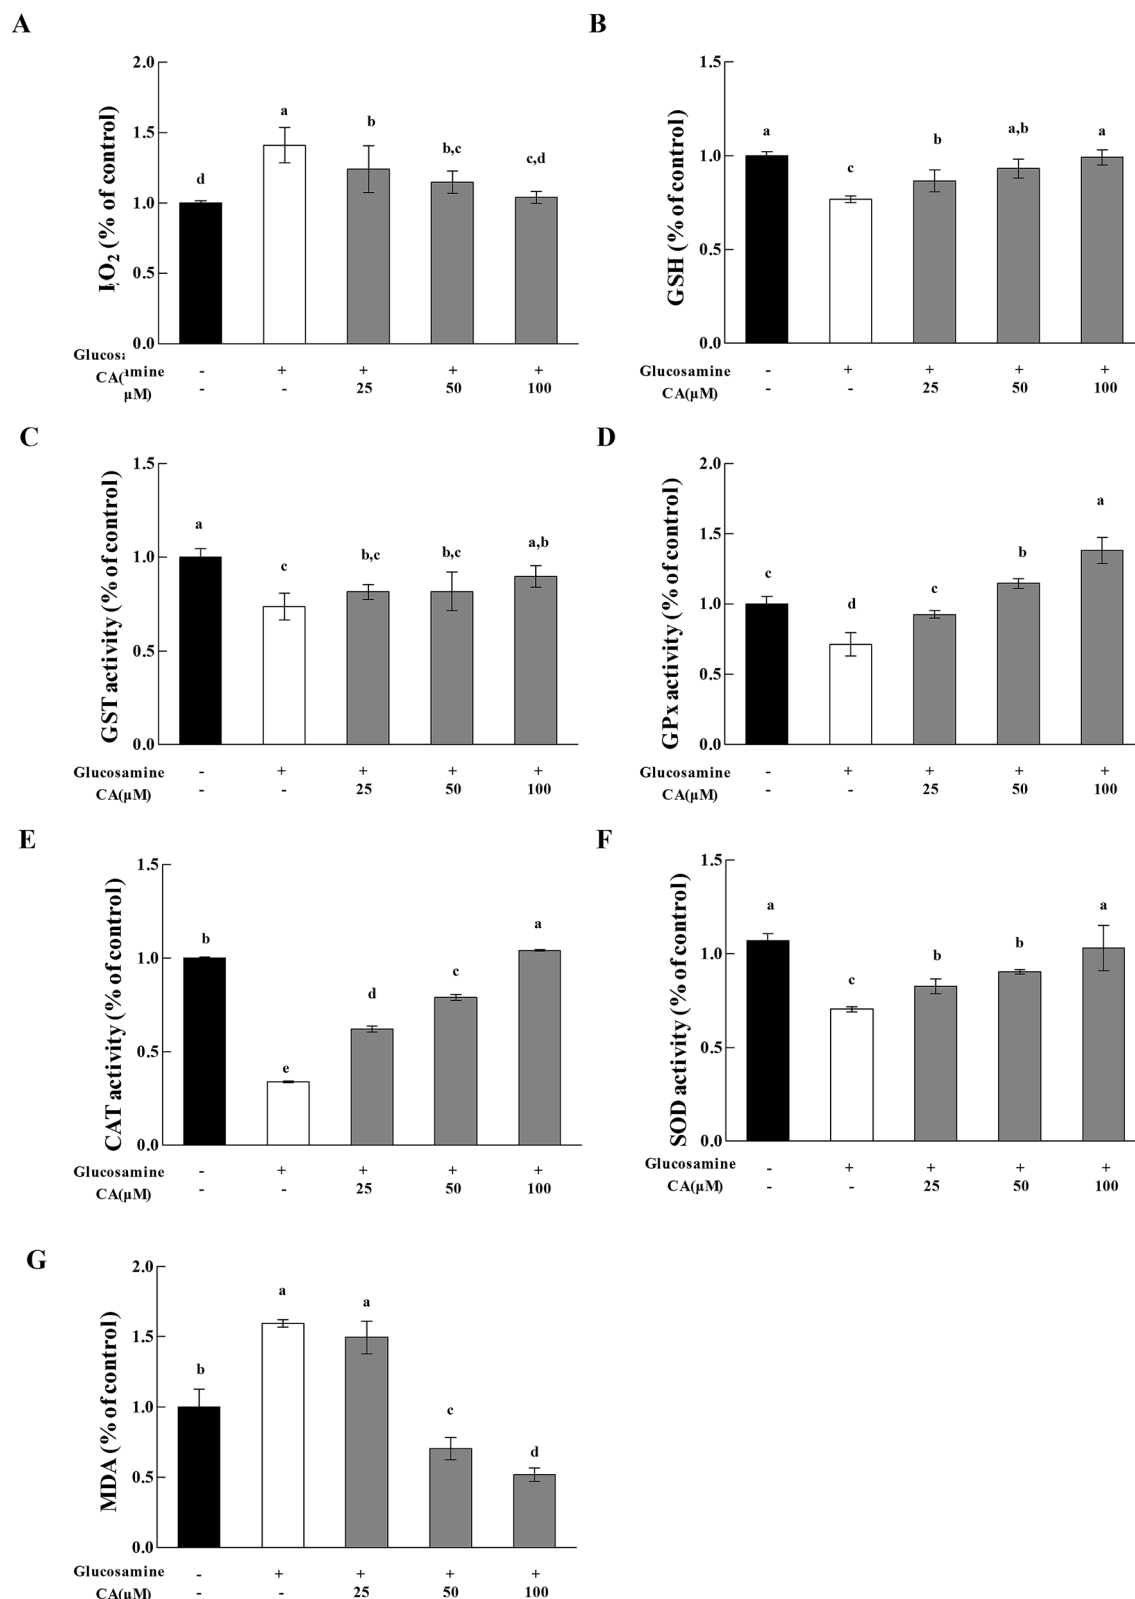 A
H₂O₂ (% of control)
2.0
1.5
1.0
0.5
0.0
d
a
b
b,c
c,d
Glucosamine - + + + +
CA(µM) - - 25 50 100
B
GSH (% of control)
1.5
1.0
0.5
0.0
a
c
b
a,b
a
Glucosamine - + + + +
CA(µM) - - 25 50 100
C
GST activity (% of control)
1.5
1.0
0.5
0.0
a
c
b,c
b,c
a,b
Glucosamine - + + + +
CA(µM) - - 25 50 100
D
GPx activity (% of control)
2.0
1.5
1.0
0.5
0.0
c
d
c
b
a
Glucosamine - + + + +
CA(µM) - - 25 50 100
E
CAT activity (% of control)
1.5
1.0
0.5
0.0
b
e
d
c
a
Glucosamine - + + + +
CA(µM) - - 25 50 100
F
SOD activity (% of control)
1.5
1.0
0.5
0.0
a
c
b
b
a
Glucosamine - + + + +
CA(µM) - - 25 50 100
G
MDA (% of control)
2.0
1.5
1.0
0.5
0.0
b
a
a
c
d
Glucosamine - + + + +
CA(µM) - - 25 50 100